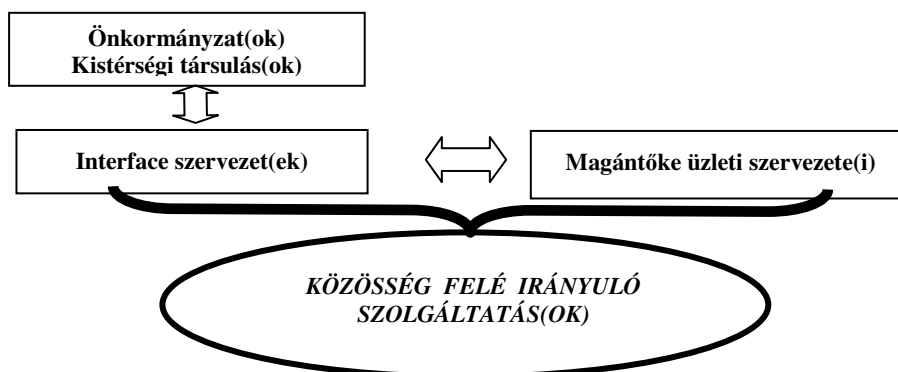 Önkormányzat(ok)
Kistérségi társulás(ok)
Interface szervezet(ek)
Magántőke üzleti szervezete(i)
KÖZÖSSÉG FELÉ IRÁNYULÓ
SZOLGÁLTATÁS(OK)